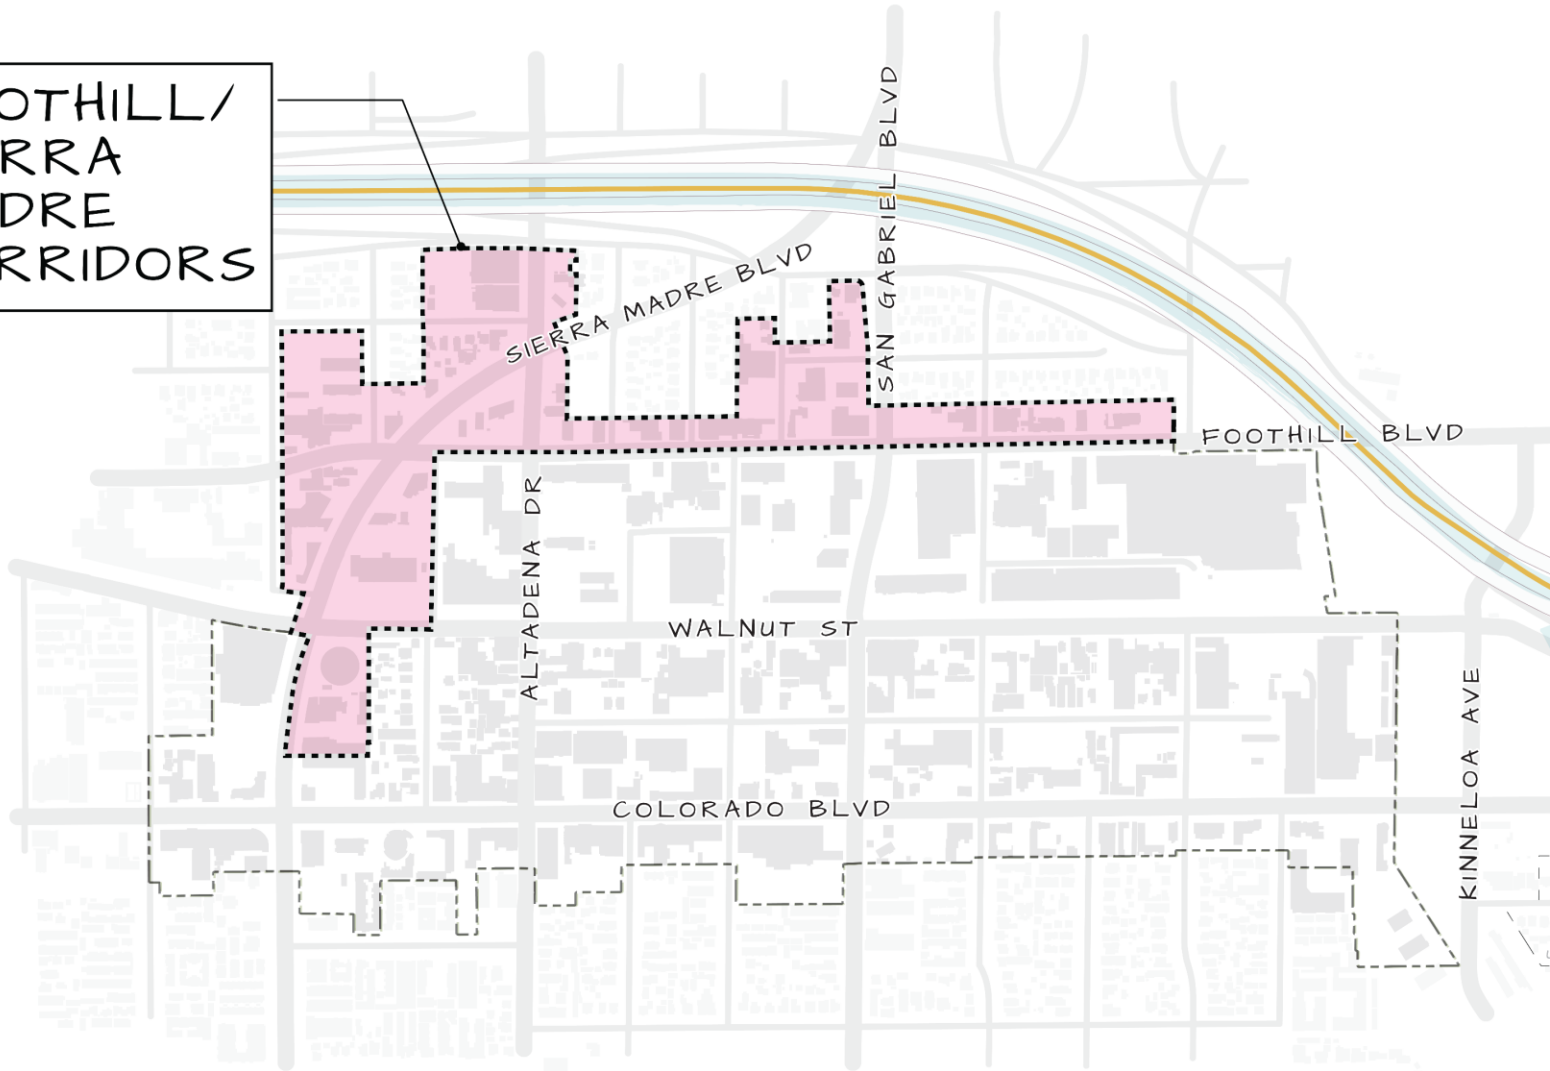 OTHILL/
RRA
DRE
RRIDORS
SAN GABRIEL BLVD
SIERRA MADRE BLVD
FOOTHILL BLVD
ALTADENA DR
WALNUT ST
KINNELOA AVE
COLORADO BLVD